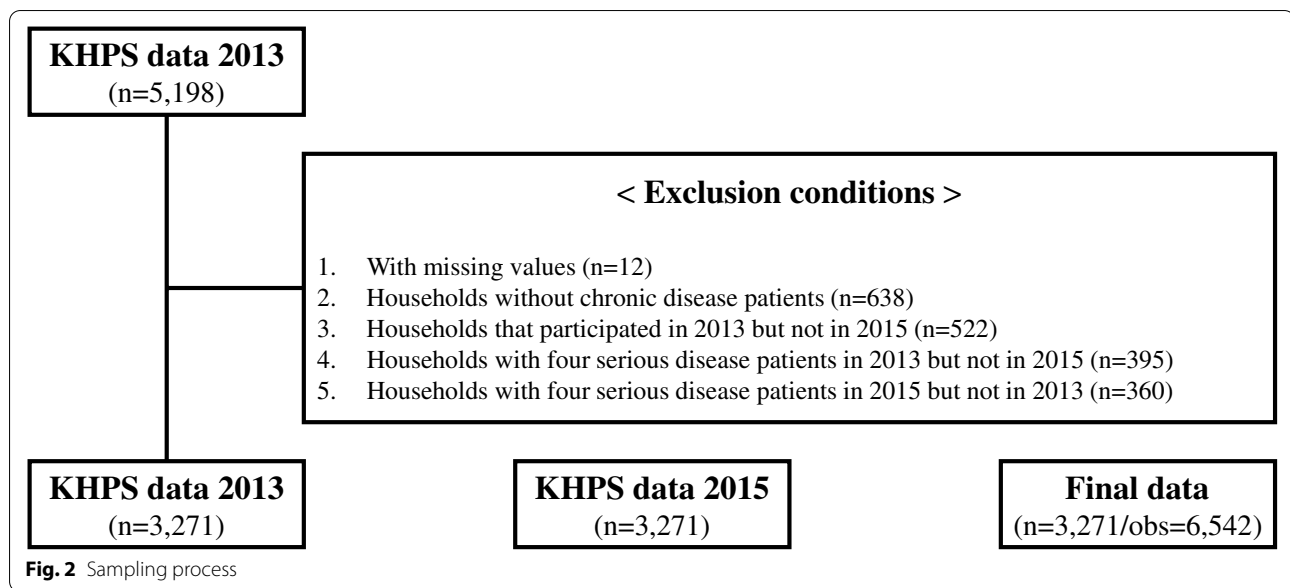 KHPS data 2013
(n=5,198)
< Exclusion conditions >
1. With missing values (n=12)
2. Households without chronic disease patients (n=638)
3. Households that participated in 2013 but not in 2015 (n=522)
4. Households with four serious disease patients in 2013 but not in 2015 (n=395)
5. Households with four serious disease patients in 2015 but not in 2013 (n=360)
KHPS data 2013
(n=3,271)
KHPS data 2015
(n=3,271)
Final data
(n=3,271/obs=6,542)
Fig. 2 Sampling process